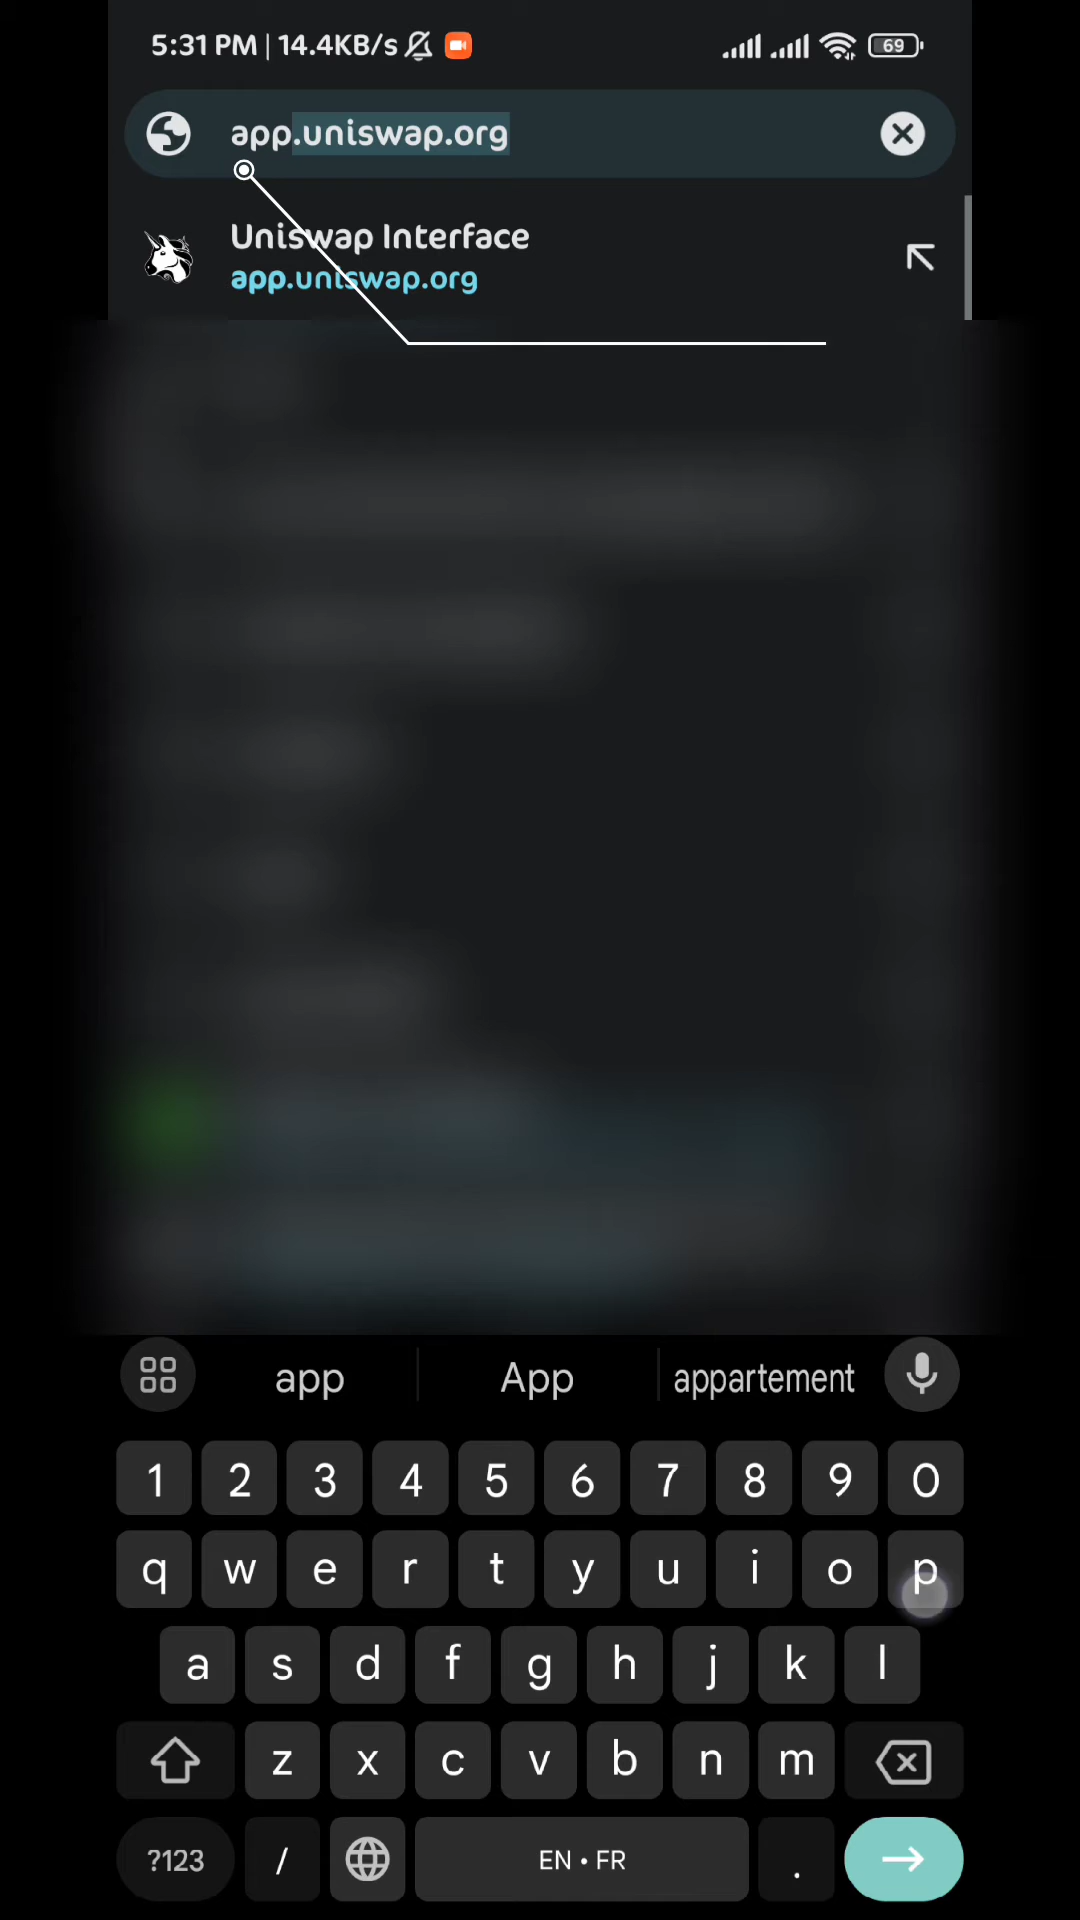 5:31 PM | 14.4KB/s 69
app.uniswap.org
Uniswap Interface
app.uniswap.org
app App appartement
1 2 3 4 5 6 7 8 9 0
q w e r t y u i o p
a s d f g h j k l
z x c v b n m
?123 / EN • FR .